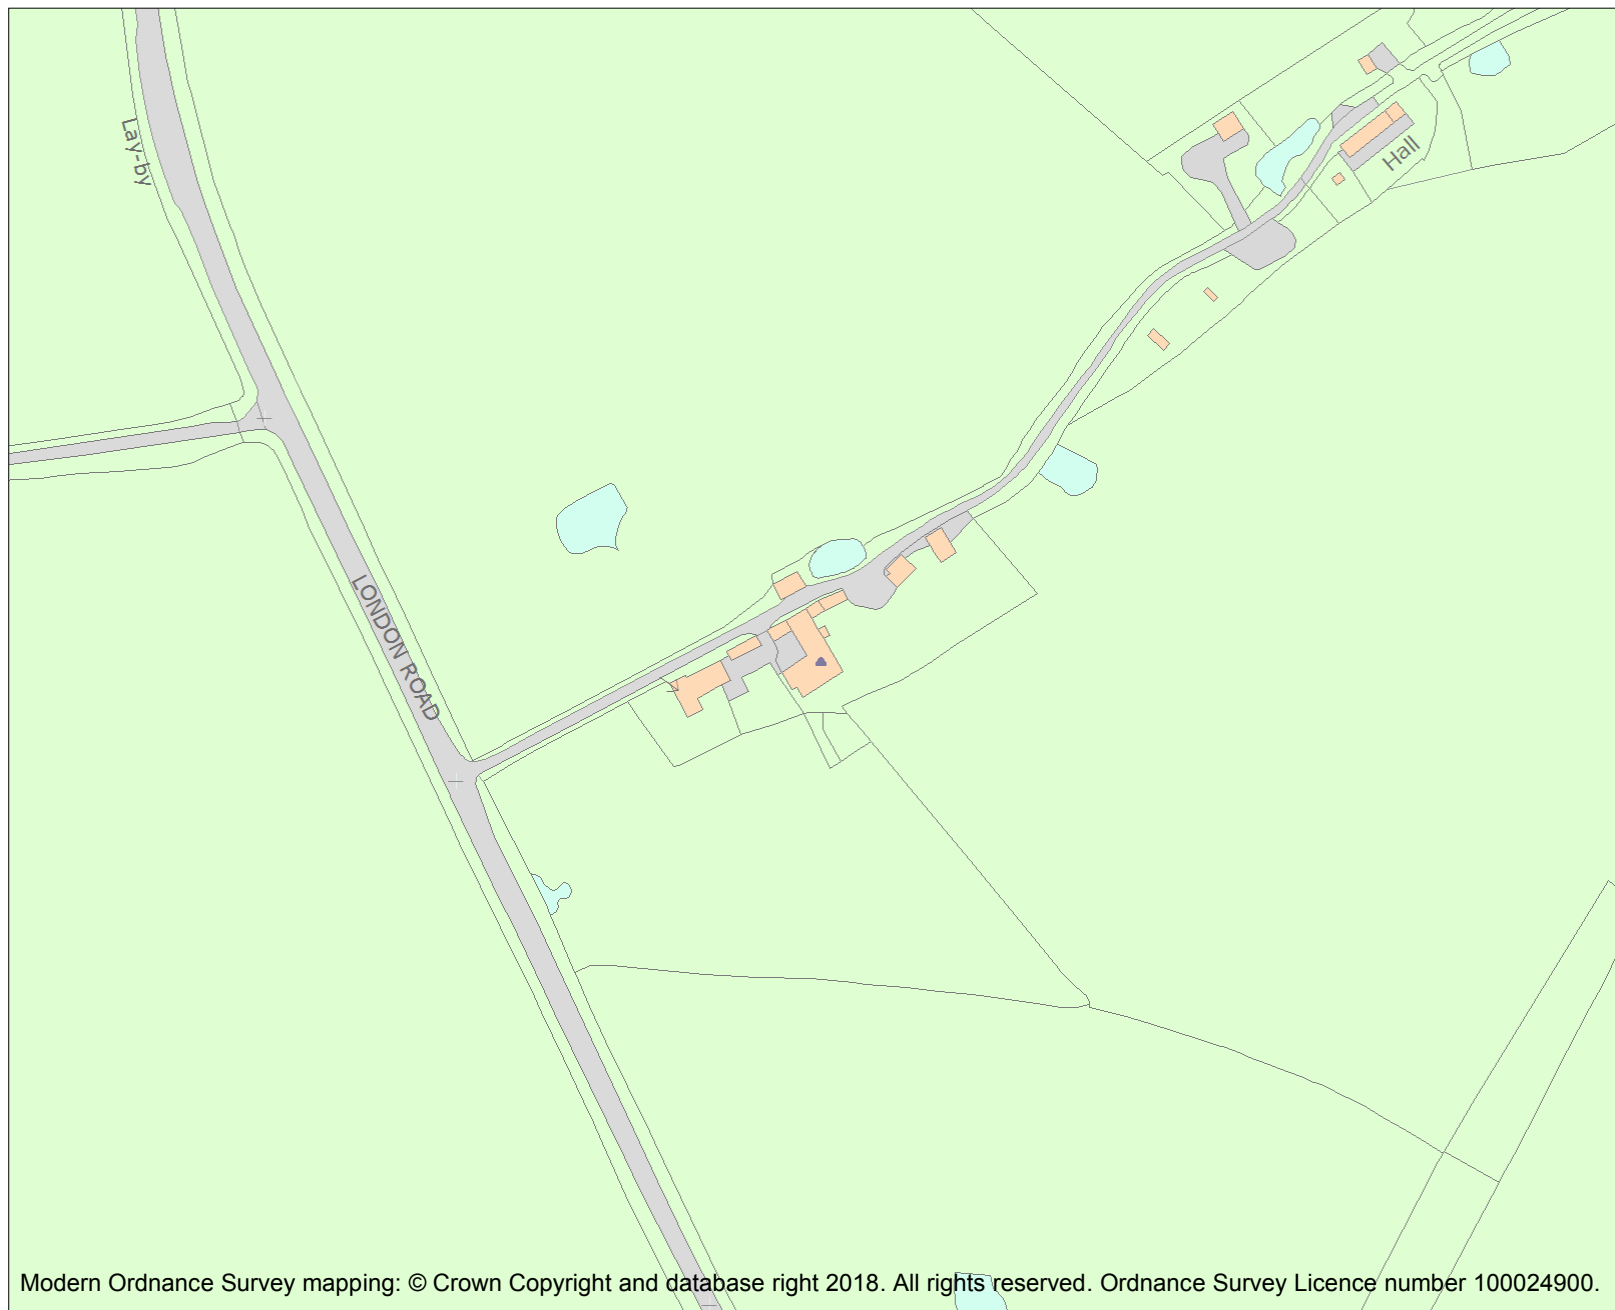 Lay-by
Hall
LONDON ROAD
Modern Ordnance Survey mapping: © Crown Copyright and database right 2018. All rights reserved. Ordnance Survey Licence number 100024900.